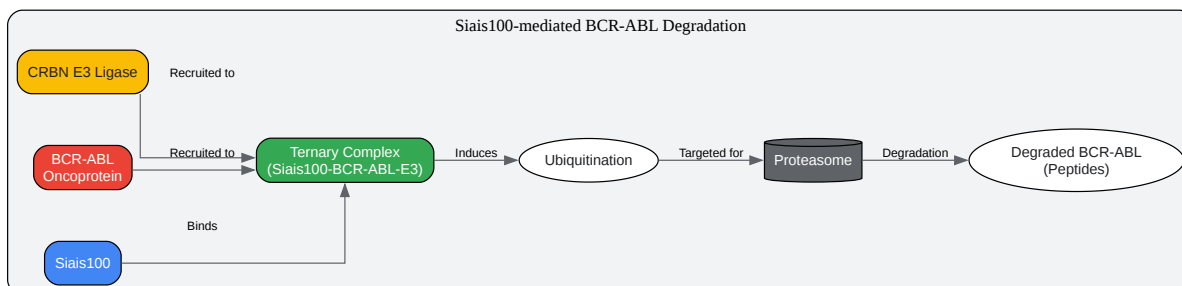 Siais100-mediated BCR-ABL Degradation
CRBN E3 Ligase
Recruited to
BCR-ABL
Oncoprotein
Recruited to
Ternary Complex
(Siais100-BCR-ABL-E3)
Induces
Ubiquitination
Targeted for
Proteasome
Degradation
Degraded BCR-ABL
(Peptides)
Binds
Siais100